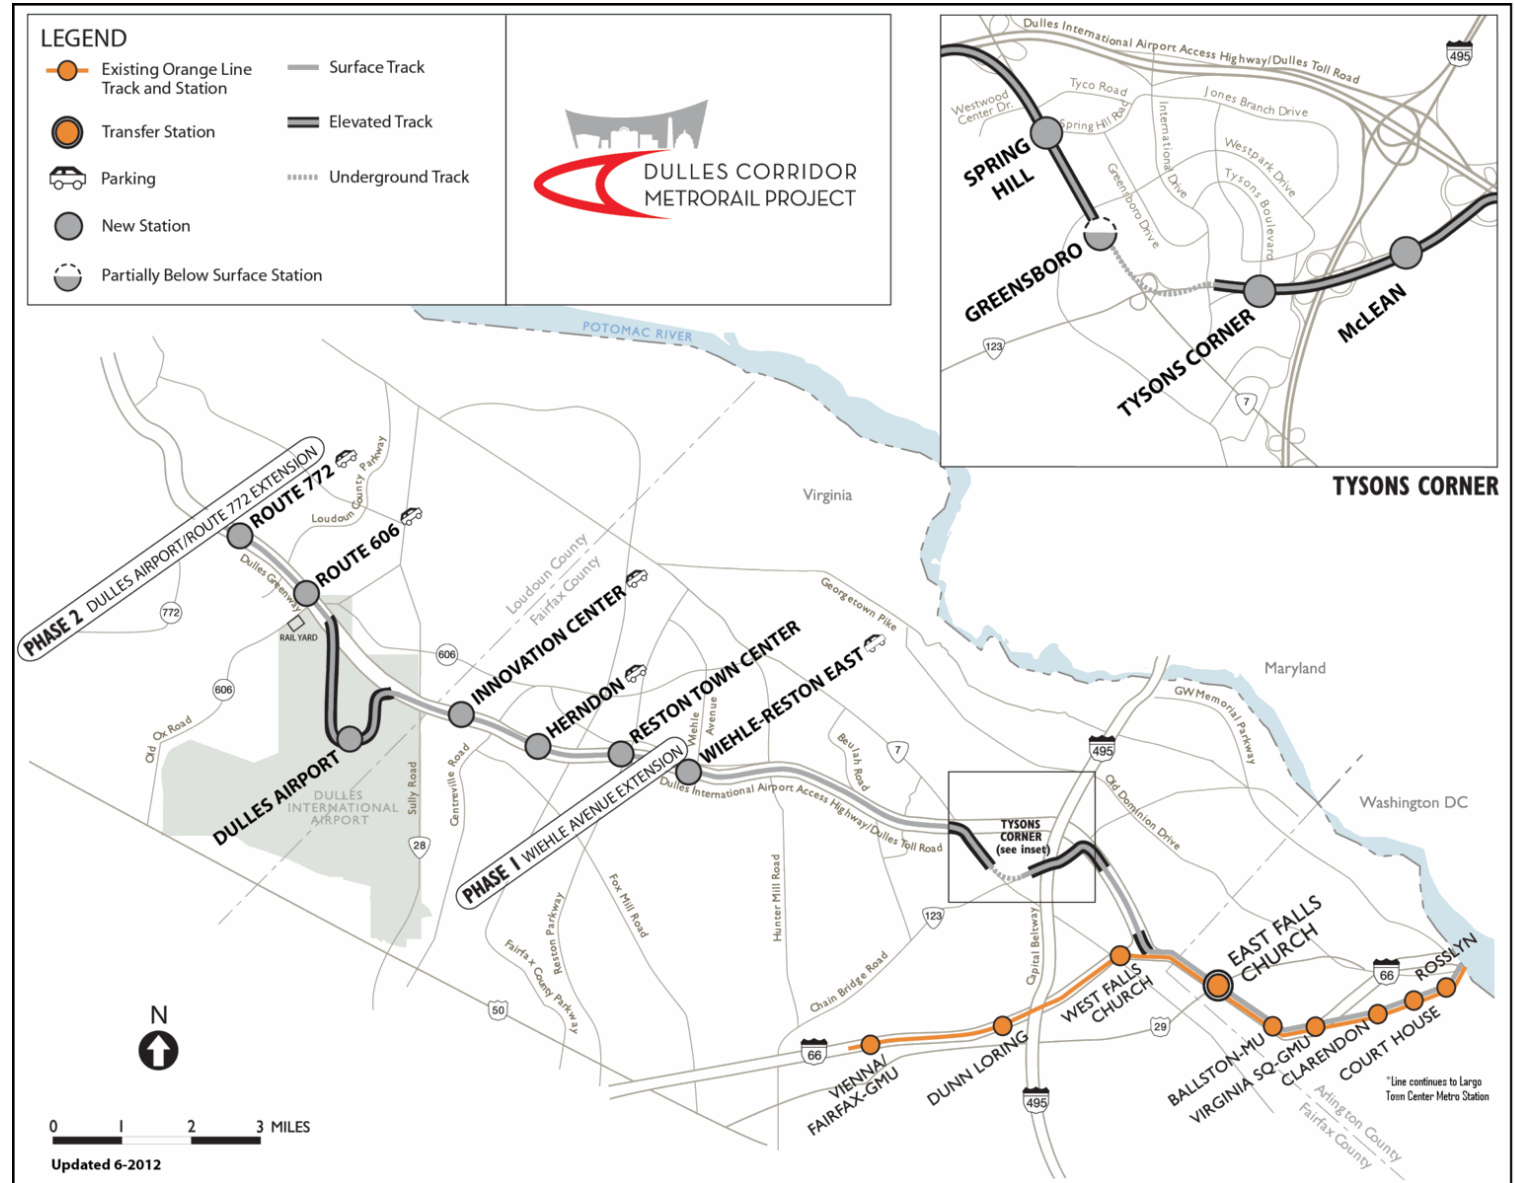 LEGEND
Existing Orange Line
Track and Station
Transfer Station
Parking
New Station
Partially Below Surface Station
Surface Track
Elevated Track
Underground Track
DULLES CORRIDOR
METRORAIL PROJECT
Dulles International Airport Access Highway/Dulles Toll Road
495
Westwood
Center Dr.
Tyco Road
Spring Hill Road
International Drive
Jones Branch Drive
Westpark Drive
Tysons Boulevard
Greensboro Drive
SPRING
HILL
GREENSBORO
TYSONS CORNER
McLEAN
123
7
TYSONS CORNER
POTOMAC RIVER
Virginia
Maryland
Washington DC
PHASE 2 DULLES AIRPORT/ROUTE 772 EXTENSION
ROUTE 772
Loudoun County Parkway
ROUTE 606
Dulles Greenway
772
RAIL YARD
606
606
Old Ox Road
Loudoun County
Fairfax County
INNOVATION CENTER
HERNDON
RESTON TOWN CENTER
WIEHLE-RESTON EAST
Wiehle
Avenue
Georgetown Pike
DULLES AIRPORT
DULLES
INTERNATIONAL
AIRPORT
Sully Road
28
Centreville Road
PHASE 1 WIEHLE AVENUE EXTENSION
Dulles International Airport Access Highway/Dulles Toll Road
Beulah Road
7
495
GW Memorial Parkway
Old Dominion Drive
TYSONS
CORNER
(see inset)
Fox Mill Road
Reston Parkway
Fairfax County Parkway
Hunter Mill Road
123
Chain Bridge Road
Capital Beltway
50
66
29
495
66
VIENNA/
FAIRFAX-GMU
DUNN LORING
WEST FALLS
CHURCH
EAST FALLS
CHURCH
BALLSTON-MU
VIRGINIA SQ-GMU
CLARENDON
COURT HOUSE
ROSSLYN
*Line continues to Largo
Town Center Metro Station
Arlington County
Fairfax County
N
0 1 2 3 MILES
Updated 6-2012